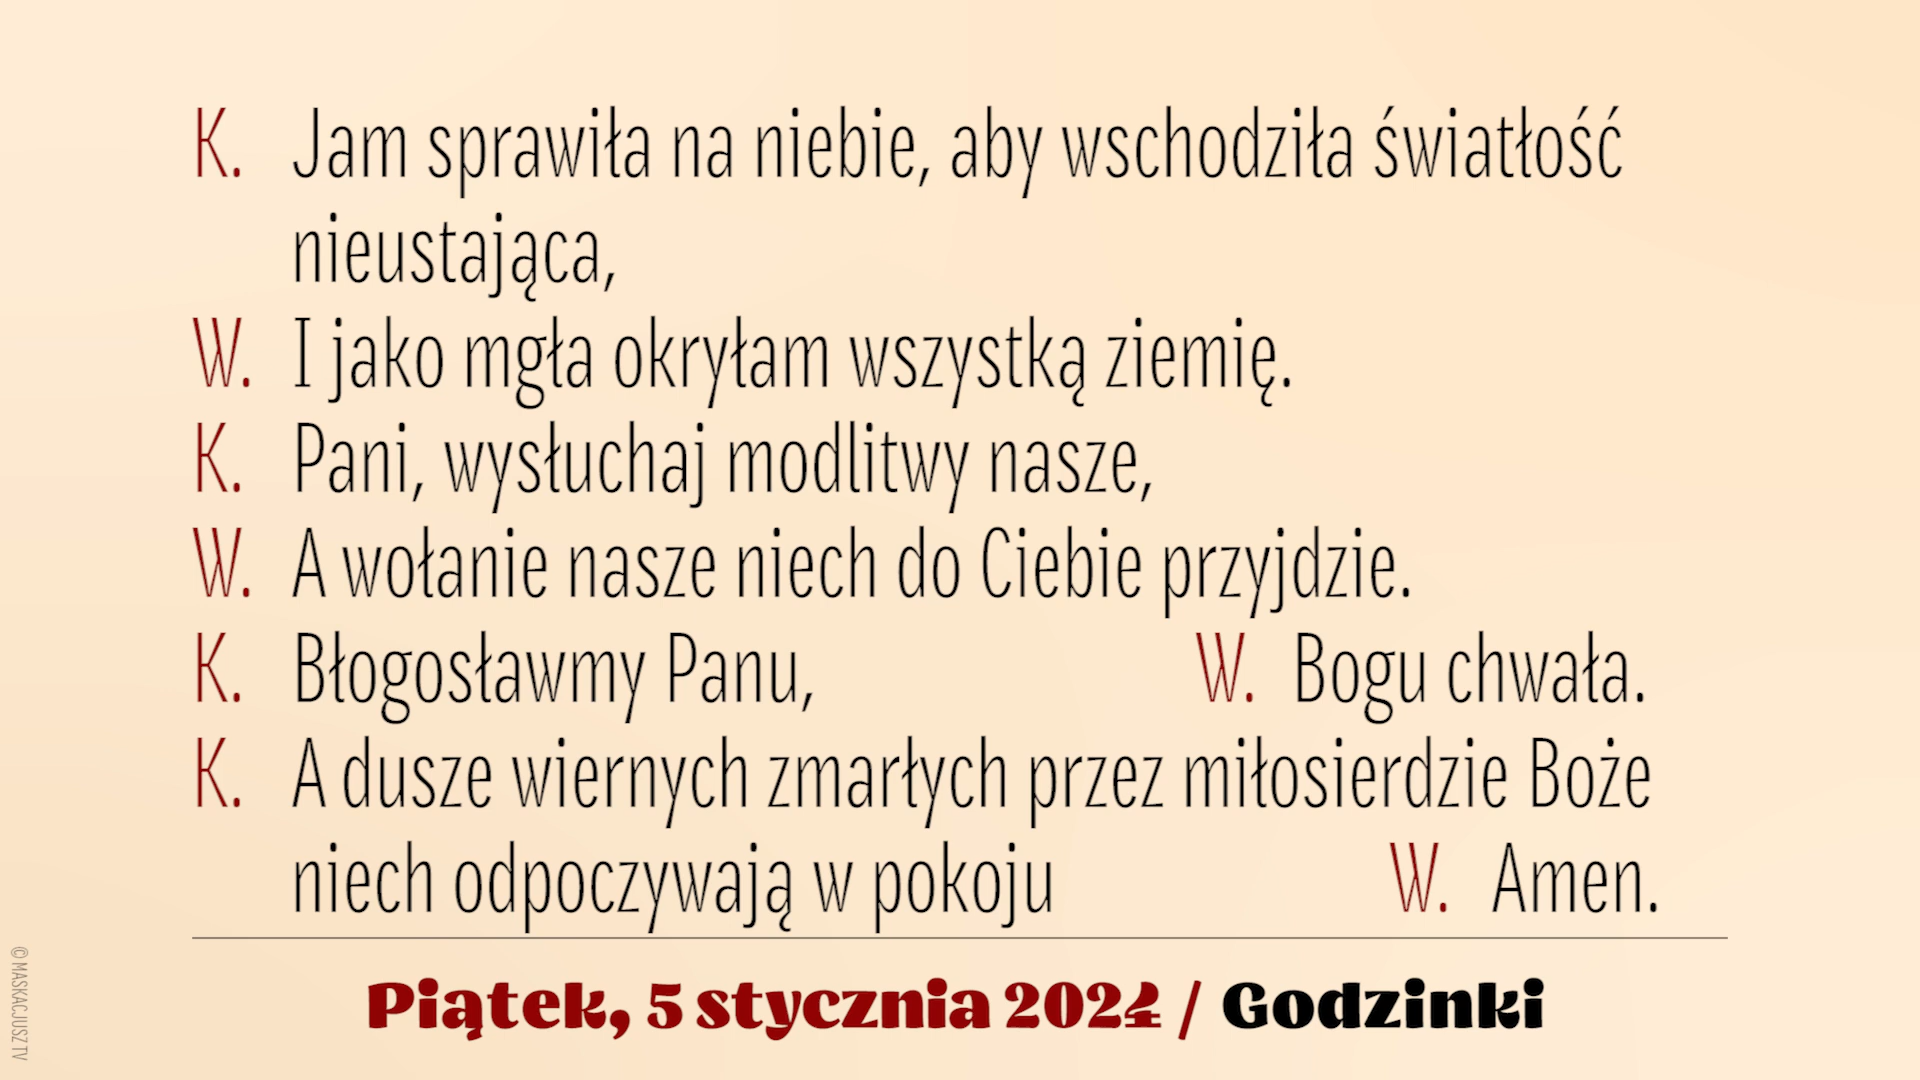 K. Jam sprawiła na niebie, aby wschodziła światłość
nieustająca,
W. I jako mgła okryłam wszystką ziemię.
K. Pani, wysłuchaj modlitwy nasze,
W. A wołanie nasze niech do Ciebie przyjdzie.
K. Błogosławmy Panu, W. Bogu chwała.
K. A dusze wiernych zmarłych przez miłosierdzie Boże
niech odpoczywają w pokoju W. Amen.
Piątek, 5 stycznia 2024 / Godzinki
© MASKACJUSZ TV